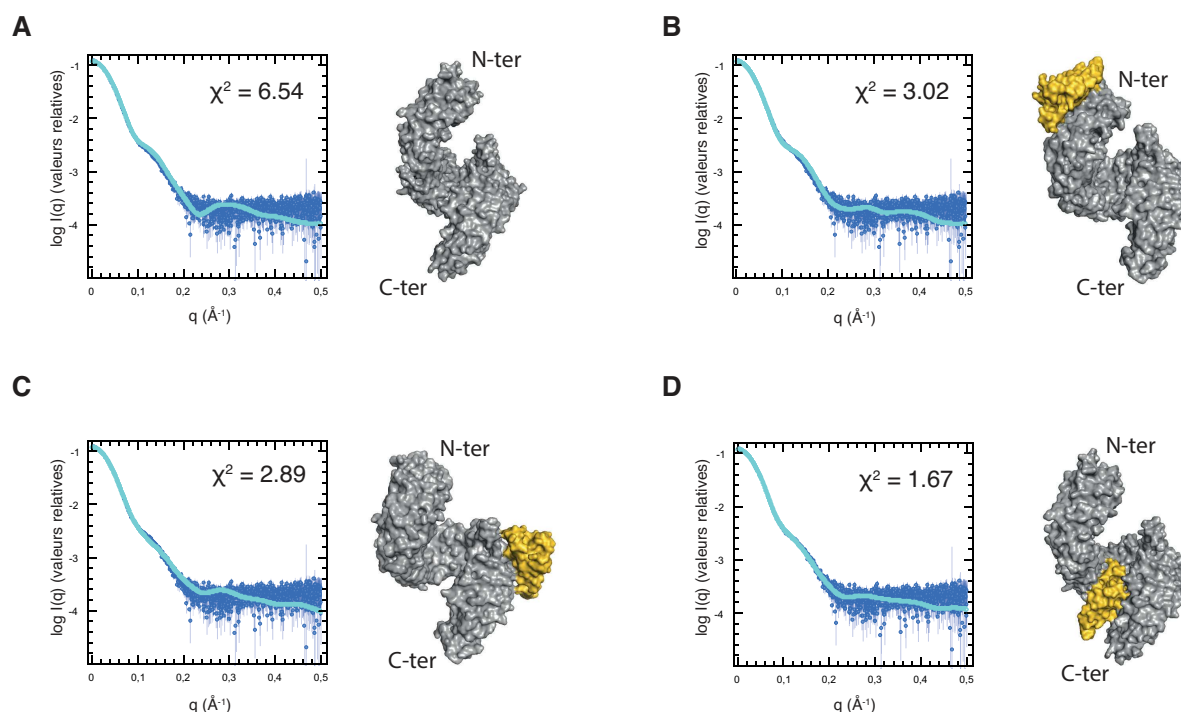 A
χ² = 6.54
N-ter
C-ter
log I(q) (valeurs relatives)
-1
-2
-3
-4
0 0,1 0,2 0,3 0,4 0,5
q (Å⁻¹)
B
χ² = 3.02
N-ter
C-ter
log I(q) (valeurs relatives)
-1
-2
-3
-4
0 0,1 0,2 0,3 0,4 0,5
q (Å⁻¹)
C
χ² = 2.89
N-ter
C-ter
log I(q) (valeurs relatives)
-1
-2
-3
-4
0 0,1 0,2 0,3 0,4 0,5
q (Å⁻¹)
D
χ² = 1.67
N-ter
C-ter
log I(q) (valeurs relatives)
-1
-2
-3
-4
0 0,1 0,2 0,3 0,4 0,5
q (Å⁻¹)